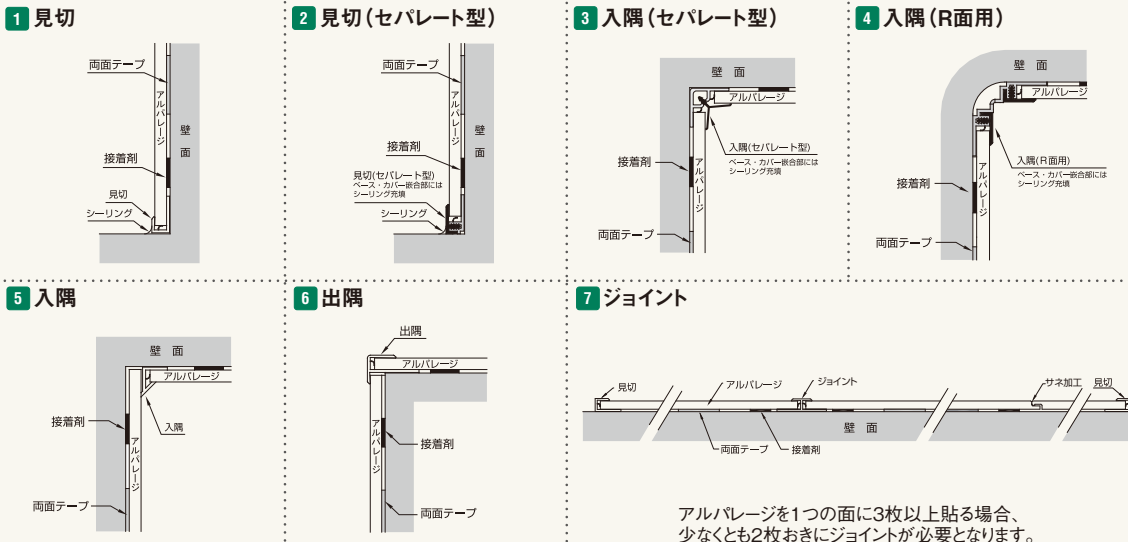 1 見切
両面テープ
アルパレージ
壁面
接着剤
見切
シーリング
2 見切(セパレート型)
両面テープ
アルパレージ
壁面
接着剤
見切(セパレート型)
ベース・カバー嵌合部には
シーリング充填
シーリング
3 入隅(セパレート型)
壁 面
アルパレージ
入隅(セパレート型)
ベース・カバー嵌合部には
シーリング充填
接着剤
アルパレージ
両面テープ
4 入隅(R面用)
壁 面
アルパレージ
入隅(R面用)
ベース・カバー嵌合部には
シーリング充填
接着剤
アルパレージ
両面テープ
5 入隅
壁 面
アルパレージ
接着剤
入隅
アルパレージ
両面テープ
6 出隅
出隅
アルパレージ
接着剤
アルパレージ
両面テープ
7 ジョイント
見切
アルパレージ
ジョイント
サネ加工
見切
壁 面
両面テープ
接着剤
アルパレージを1つの面に3枚以上貼る場合、
少なくとも2枚おきにジョイントが必要となります。